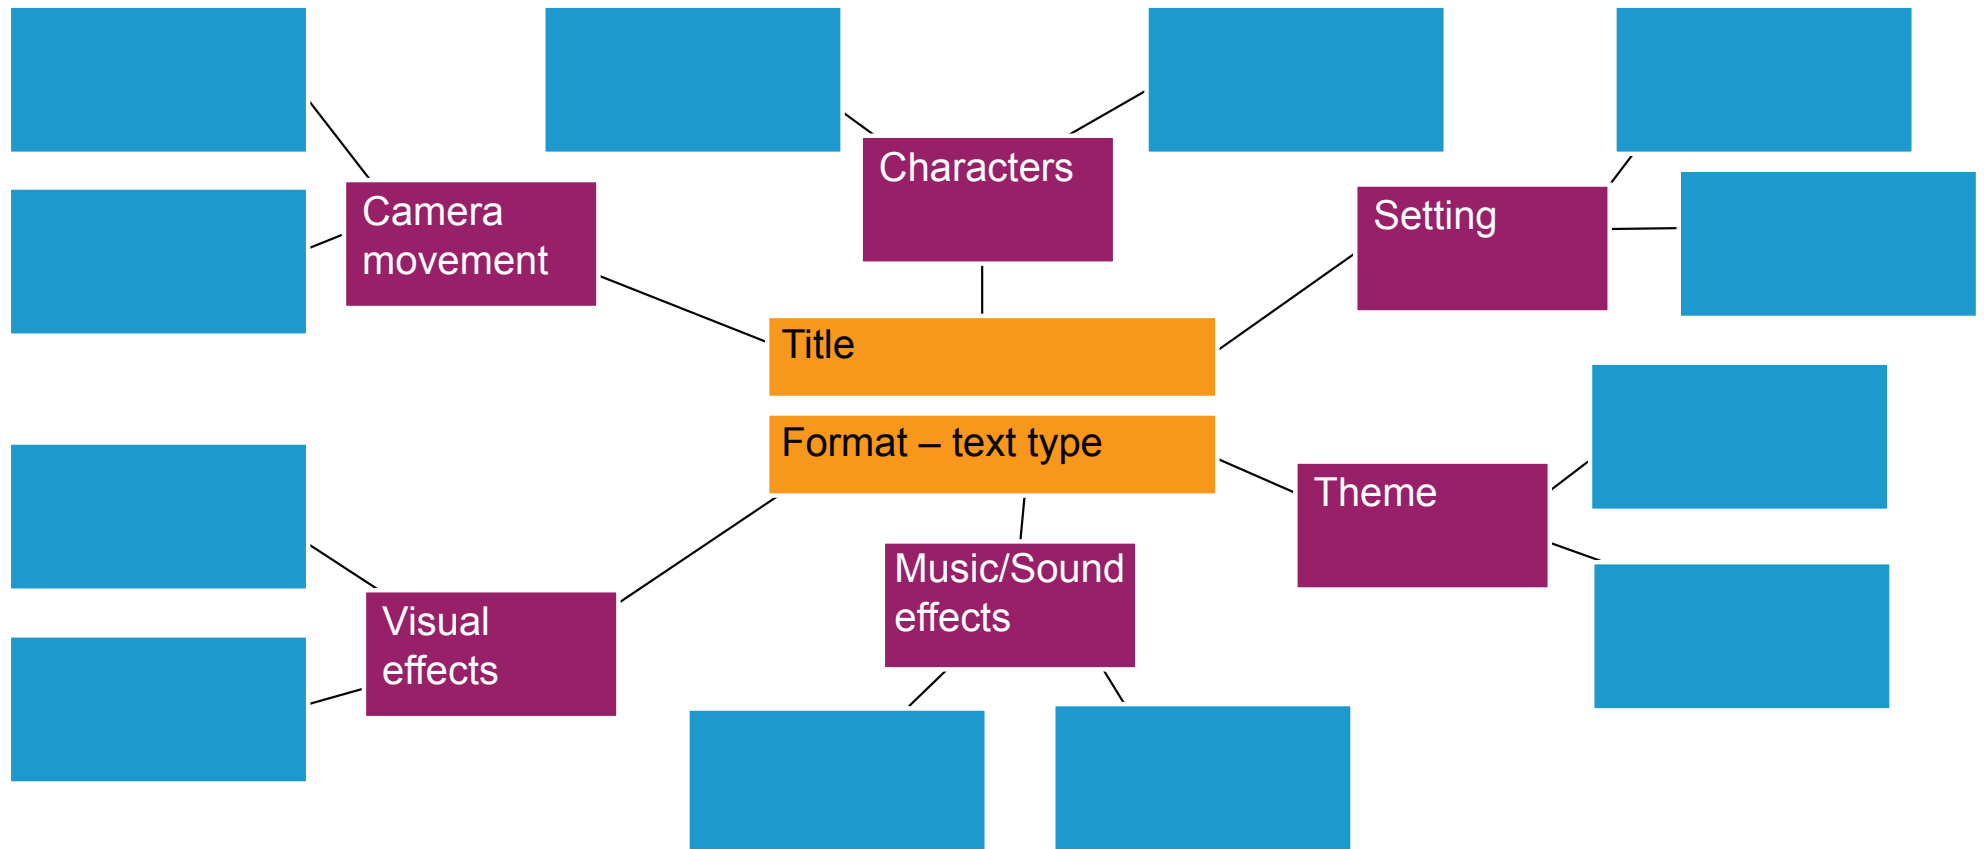 Characters
Camera
movement
Setting
Title
Format – text type
Theme
Music/Sound
effects
Visual
effects